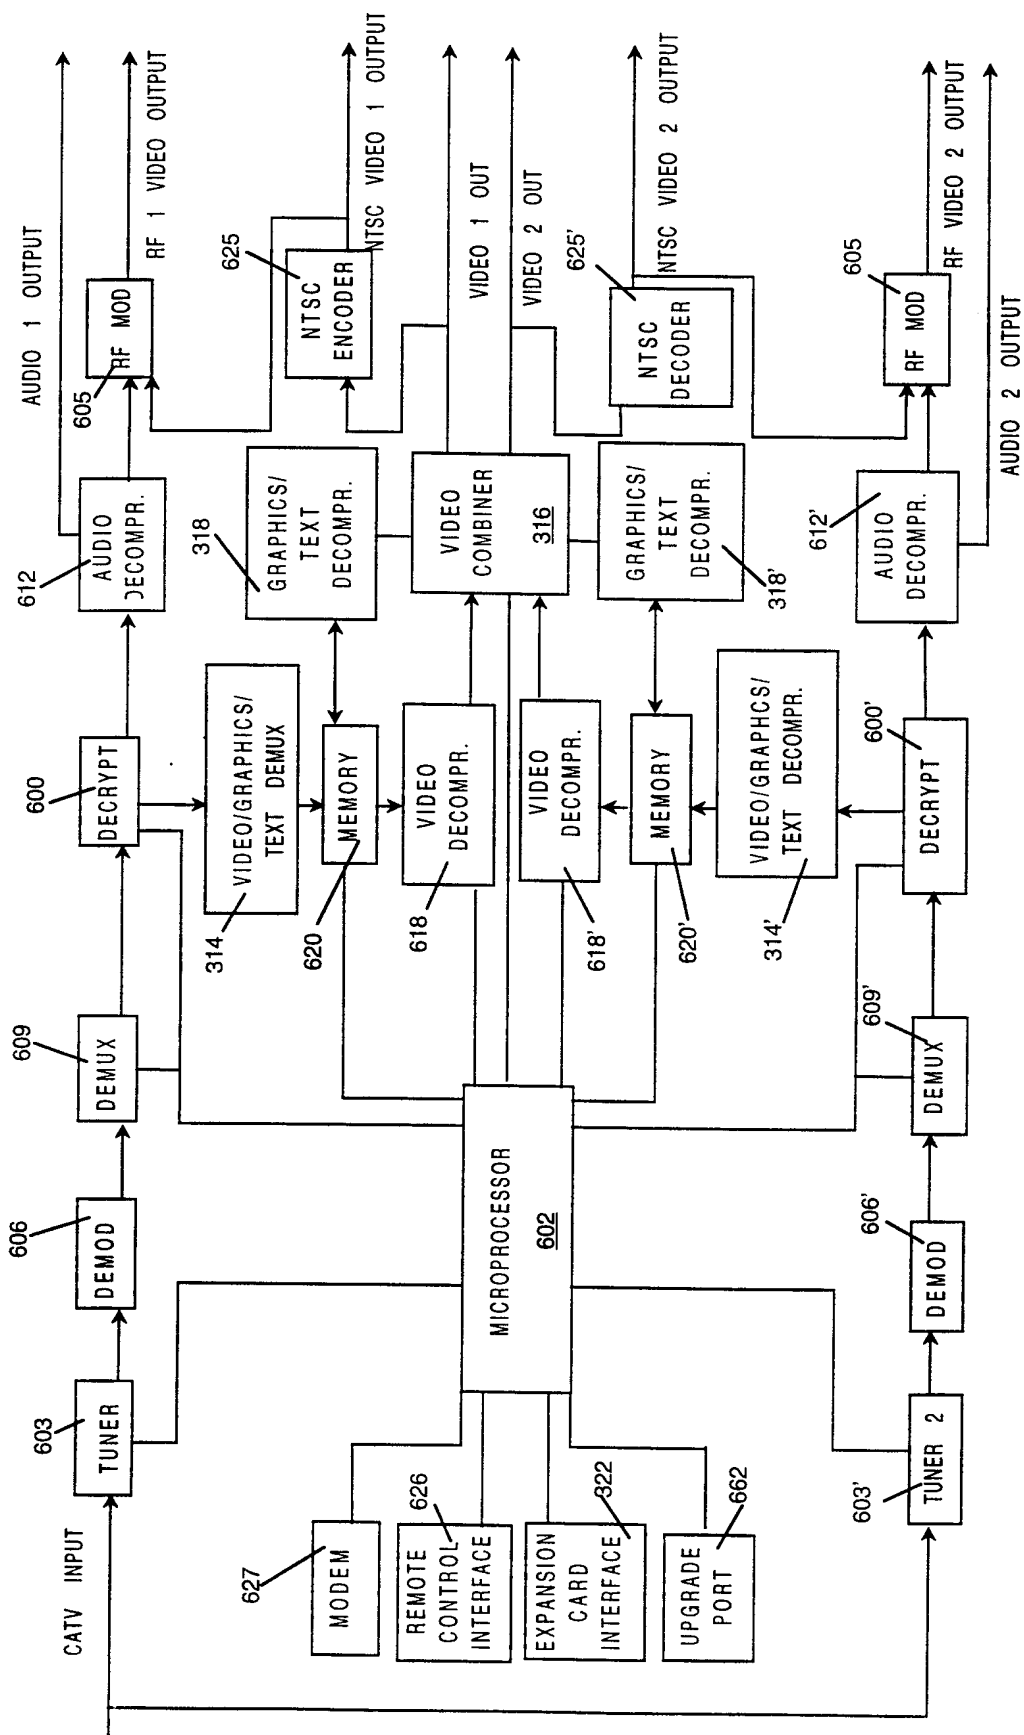 CATV INPUT
603
TUNER
606
DEMOD
609
DEMUX
600
DECRYPT
612
AUDIO
DECOMPR.
605
RF MOD
AUDIO 1 OUTPUT
RF 1 VIDEO OUTPUT
314
VIDEO/GRAPHICS/
TEXT DEMUX
318
GRAPHICS/
TEXT
DECOMPR.
625
NTSC
ENCODER
NTSC VIDEO 1 OUTPUT
620
MEMORY
618
VIDEO
DECOMPR.
627
MODEM
626
REMOTE
CONTROL
INTERFACE
322
EXPANSION
CARD
INTERFACE
662
UPGRADE
PORT
MICROPROCESSOR
602
VIDEO
COMBINER
316
VIDEO 1 OUT
VIDEO 2 OUT
618'
VIDEO
DECOMPR.
620'
MEMORY
318'
GRAPHICS/
TEXT
DECOMPR.
625'
NTSC
DECODER
NTSC VIDEO 2 OUTPUT
314'
VIDEO/GRAPHCS/
TEXT DECOMPR.
603'
TUNER 2
606'
DEMOD
609'
DEMUX
600'
DECRYPT
612'
AUDIO
DECOMPR.
605
RF MOD
RF VIDEO 2 OUTPUT
AUDIO 2 OUTPUT